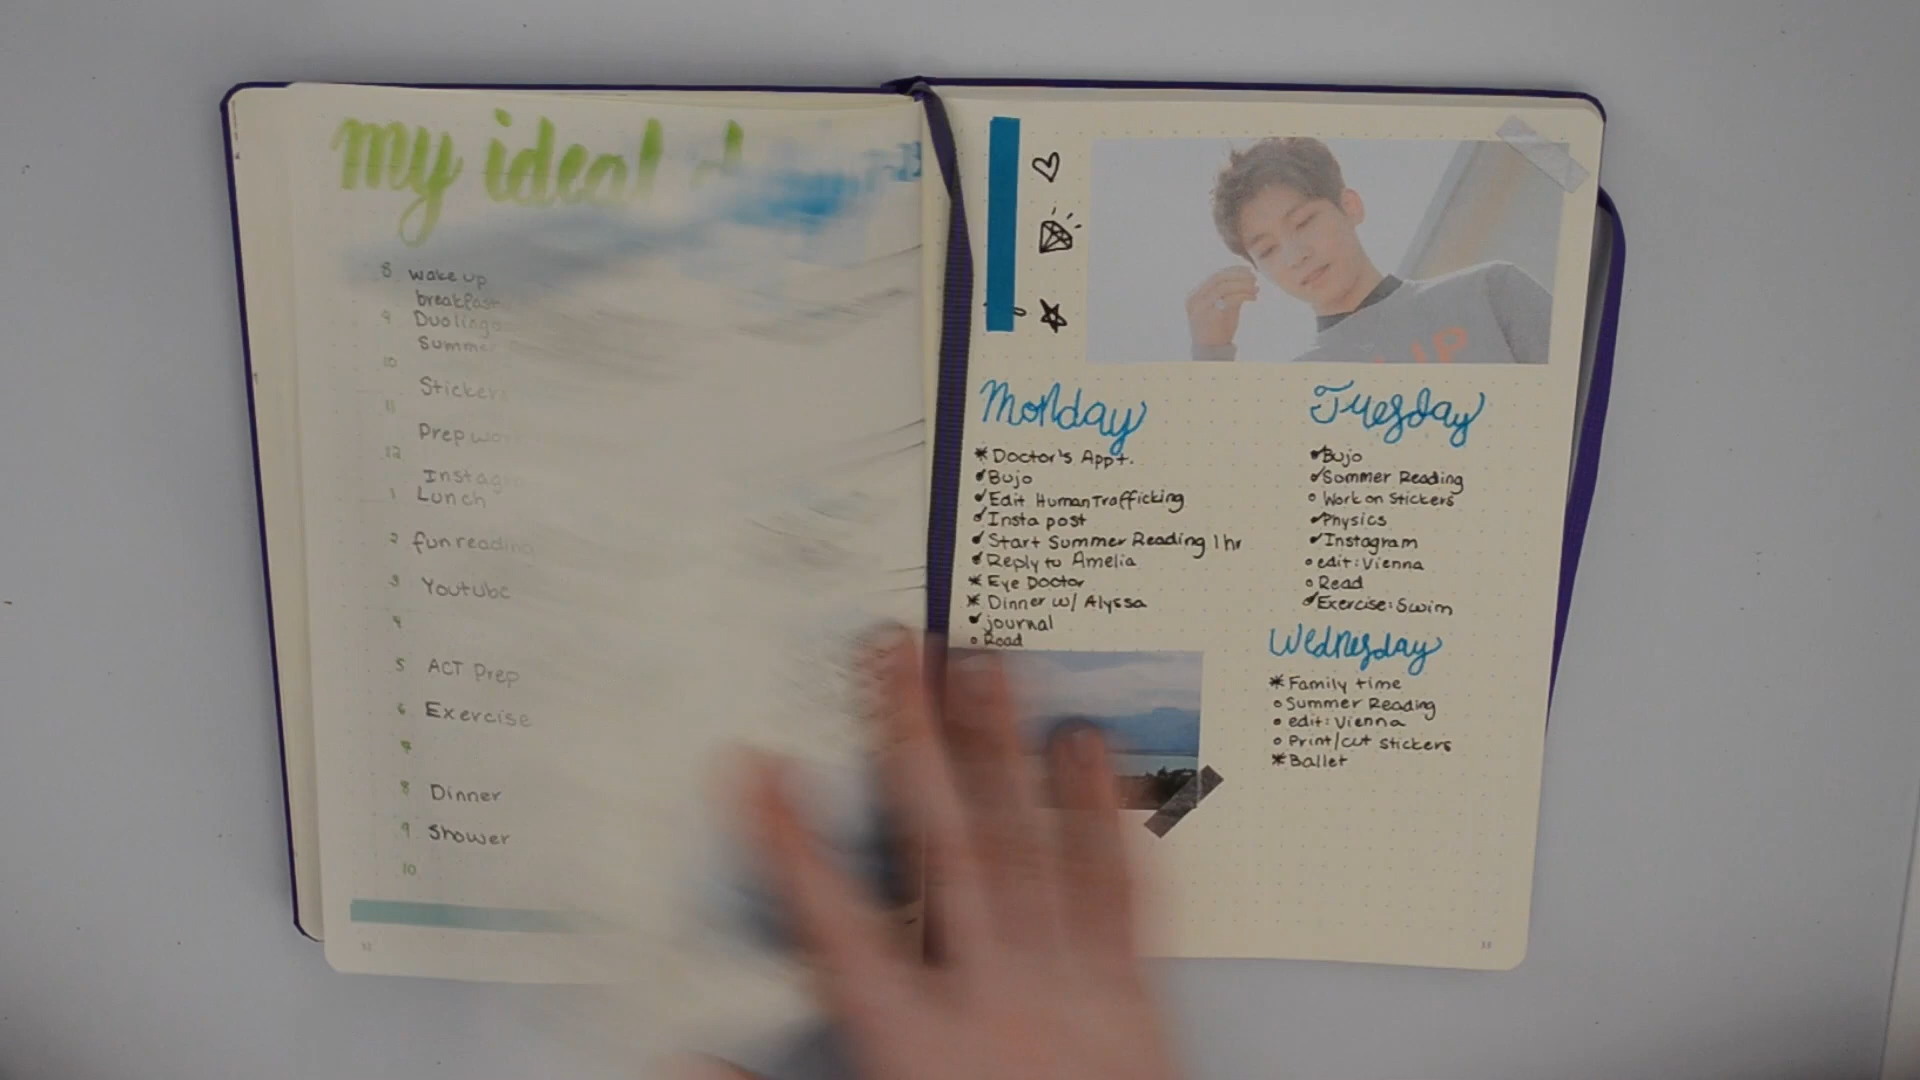 my ideal
8 wake up
breakfast
9 Duolingo
Summer
10
Stickers
11
Prep work
12
Instagram
1 Lunch
2 fun reading
3 Youtube
4
5 ACT Prep
6 Exercise
7
8 Dinner
9 Shower
10
UP
Monday
Doctor's Appt.
Bujo
Edit Human Trafficking
Insta post
Start Summer Reading 1hr
Reply to Amelia
Eye Doctor
Dinner w/ Alyssa
journal
Read
Tuesday
Bujo
Summer Reading
Work on Stickers
Physics
Instagram
edit: Vienna
Read
Exercise: Swim
Wednesday
Family time
Summer Reading
edit: Vienna
Print/cut stickers
Ballet